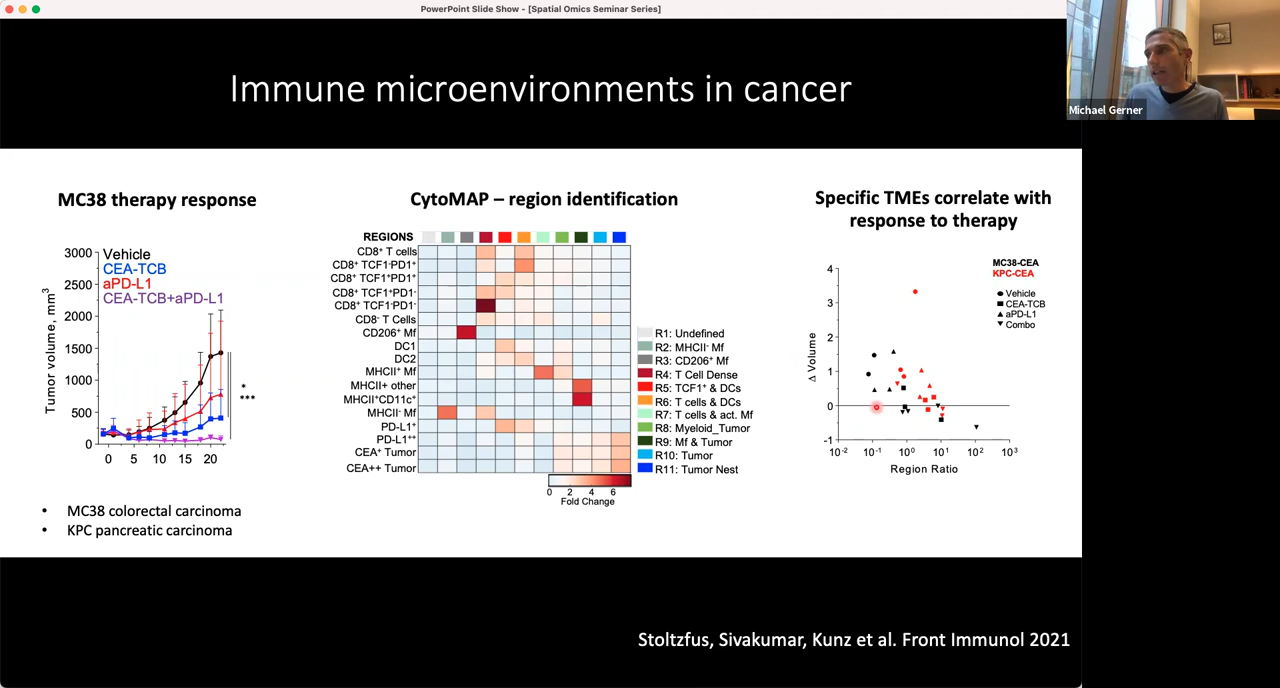 PowerPoint Slide Show - [Spatial Omics Seminar Series]
Michael Gerner
Immune microenvironments in cancer
MC38 therapy response
Tumor volume, mm³
3000
2500
2000
1500
1000
500
0
Vehicle
CEA-TCB
aPD-L1
CEA-TCB+aPD-L1
*
***
0 5 10 15 20
• MC38 colorectal carcinoma
• KPC pancreatic carcinoma
CytoMAP – region identification
REGIONS
CD8⁺ T cells
CD8⁺ TCF1⁻PD1⁺
CD8⁺ TCF1⁺PD1⁺
CD8⁺ TCF1⁺PD1⁻
CD8⁺ TCF1⁻PD1⁻
CD8⁻ T Cells
CD206⁺ Mf
DC1
DC2
MHCII⁺ Mf
MHCII+ other
MHCII⁺CD11c⁺
MHCII⁻ Mf
PD-L1⁺
PD-L1⁺⁺
CEA⁺ Tumor
CEA++ Tumor
0 2 4 6
Fold Change
R1: Undefined
R2: MHCII⁻ Mf
R3: CD206⁺ Mf
R4: T Cell Dense
R5: TCF1⁺ & DCs
R6: T cells & DCs
R7: T cells & act. Mf
R8: Myeloid_Tumor
R9: Mf & Tumor
R10: Tumor
R11: Tumor Nest
Specific TMEs correlate with
response to therapy
MC38-CEA
KPC-CEA
Vehicle
CEA-TCB
aPD-L1
Combo
Δ Volume
4
3
2
1
0
-1
10⁻² 10⁻¹ 10⁰ 10¹ 10² 10³
Region Ratio
Stoltzfus, Sivakumar, Kunz et al. Front Immunol 2021